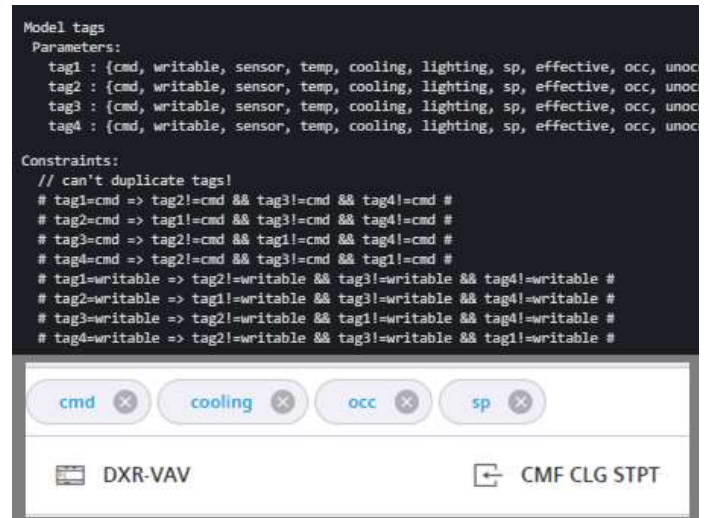 Model tags
Parameters:
tag1 : {cmd, writable, sensor, temp, cooling, lighting, sp, effective, occ, unoc
tag2 : {cmd, writable, sensor, temp, cooling, lighting, sp, effective, occ, unoc
tag3 : {cmd, writable, sensor, temp, cooling, lighting, sp, effective, occ, unoc
tag4 : {cmd, writable, sensor, temp, cooling, lighting, sp, effective, occ, unoc
Constraints:
// can't duplicate tags!
# tag1=cmd => tag2!=cmd && tag3!=cmd && tag4!=cmd #
# tag2=cmd => tag1!=cmd && tag3!=cmd && tag4!=cmd #
# tag3=cmd => tag2!=cmd && tag1!=cmd && tag4!=cmd #
# tag4=cmd => tag2!=cmd && tag3!=cmd && tag1!=cmd #
# tag1=writable => tag2!=writable && tag3!=writable && tag4!=writable #
# tag2=writable => tag1!=writable && tag3!=writable && tag4!=writable #
# tag3=writable => tag2!=writable && tag1!=writable && tag4!=writable #
# tag4=writable => tag2!=writable && tag3!=writable && tag1!=writable #
cmd cooling occ sp
DXR-VAV CMF CLG STPT